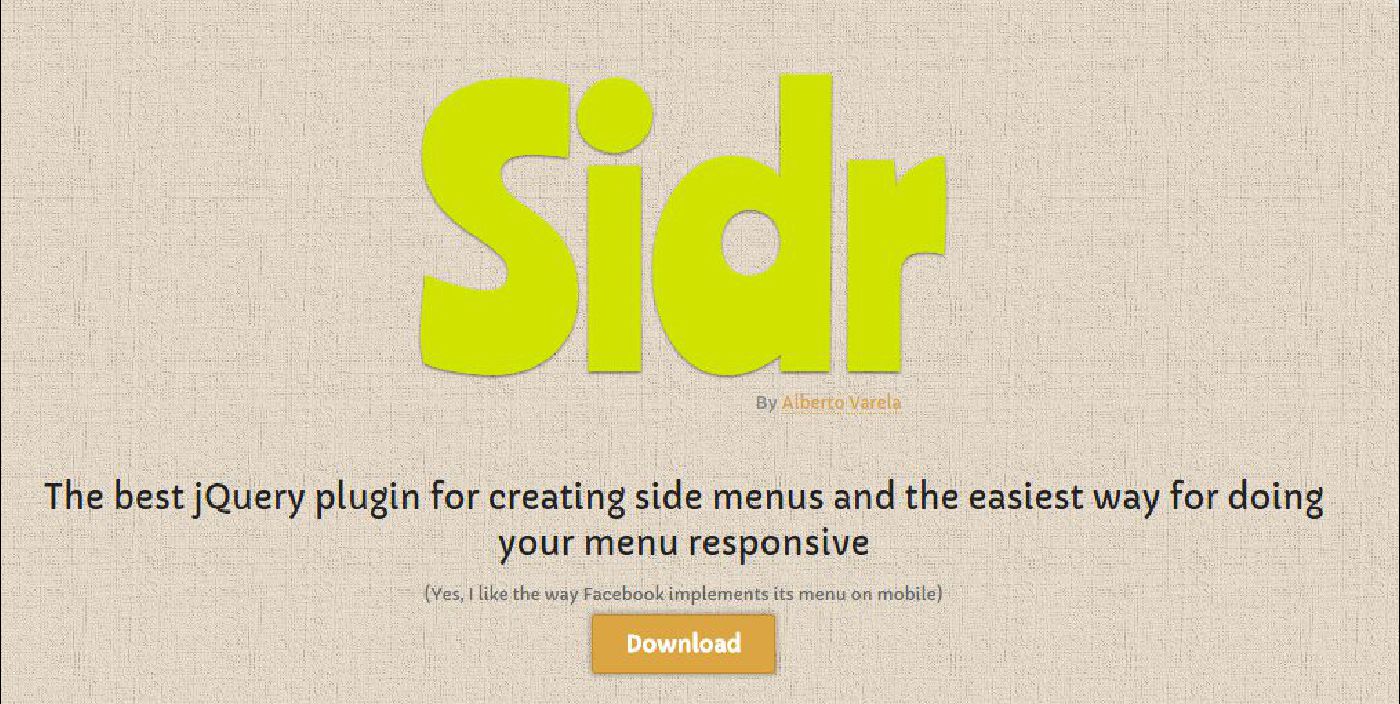 Sidr
By Alberto Varela
The best jQuery plugin for creating side menus and the easiest way for doing
your menu responsive
(Yes, I like the way Facebook implements its menu on mobile)
Download